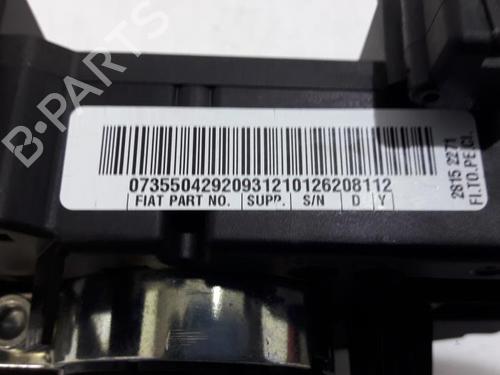 07355042920931210126208112
FIAT PART NO. SUPP. S/N D Y
2815 2271
FI.TO.PE.CI.
B-PARTS